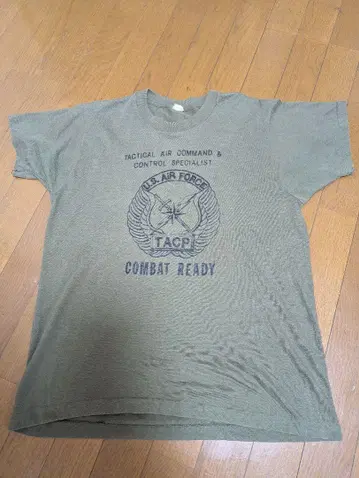 TACTICAL AIR COMMAND &
CONTROL SPECIALIST
U.S. AIR FORCE
TACP
COMBAT READY